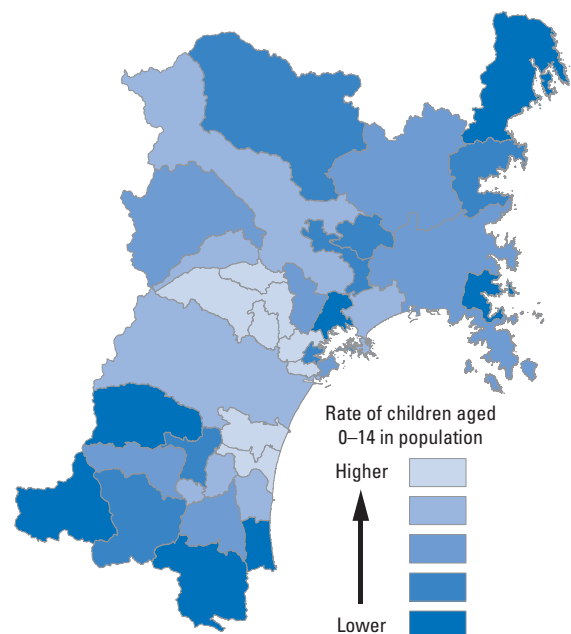 Rate of children aged
0–14 in population
Higher
Lower